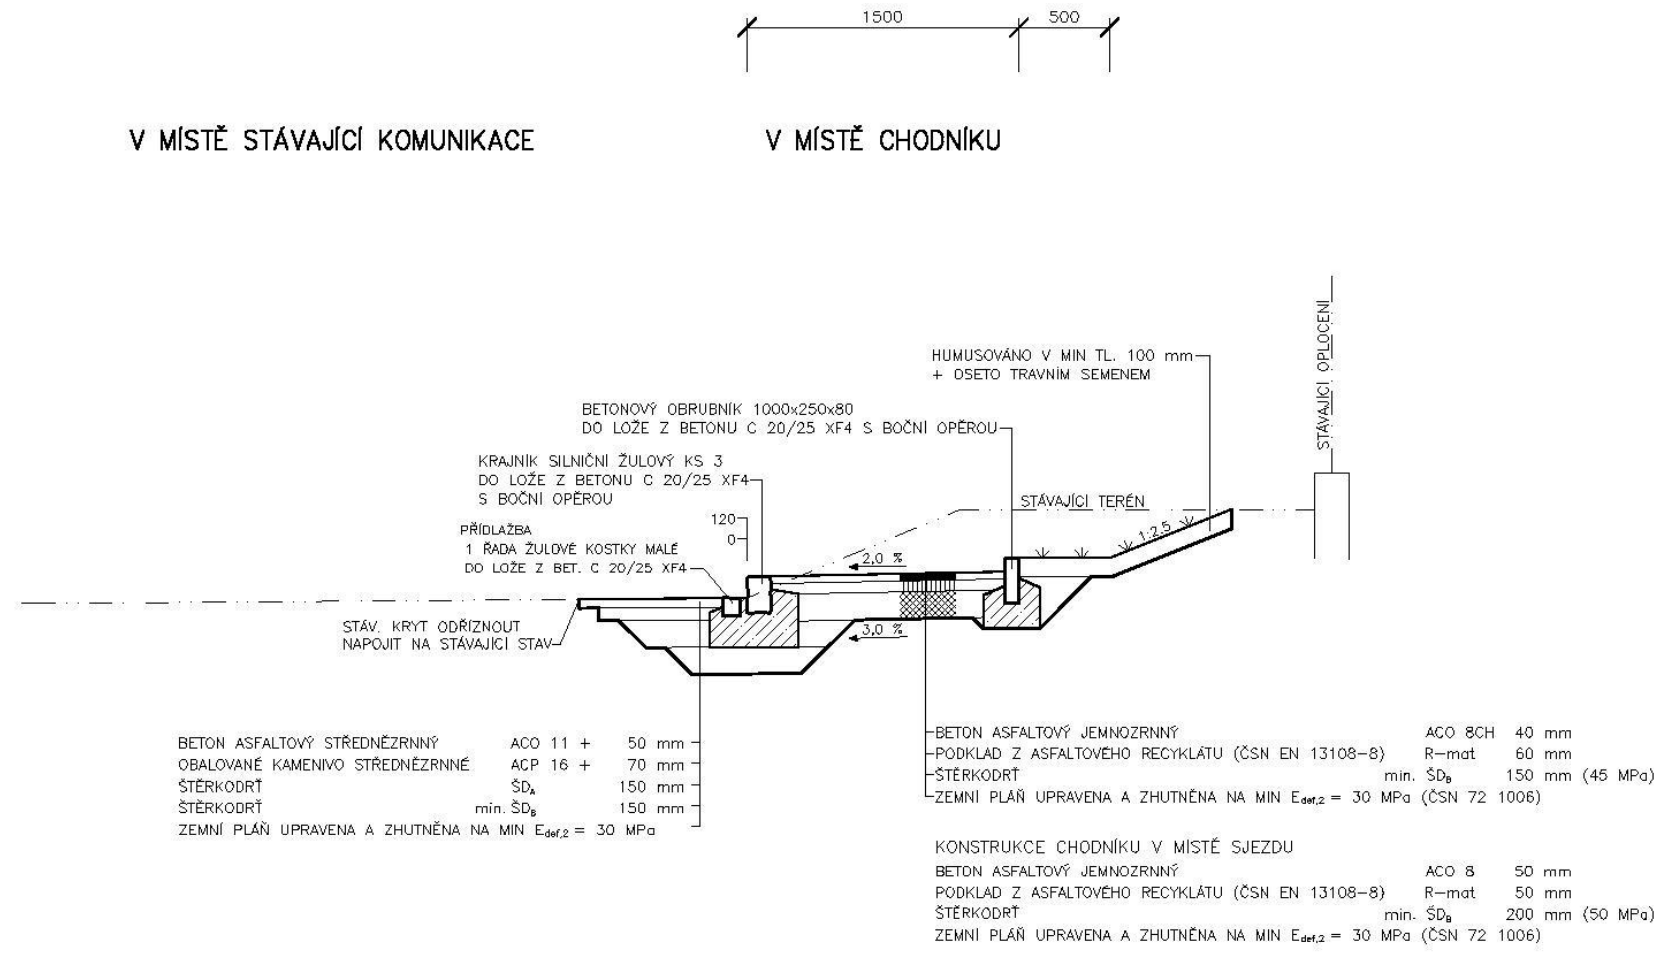 1500 500
V MÍSTĚ STÁVAJÍCÍ KOMUNIKACE
V MÍSTĚ CHODNÍKU
STÁVAJÍCÍ OPLOCENÍ
HUMUSOVÁNO V MIN TL. 100 mm
+ OSETO TRAVNÍM SEMENEM
BETONOVÝ OBRUBNÍK 1000x250x80
DO LOŽE Z BETONU C 20/25 XF4 S BOČNÍ OPĚROU
KRAJNÍK SILNIČNÍ ŽULOVÝ KS 3
DO LOŽE Z BETONU C 20/25 XF4
S BOČNÍ OPĚROU
STÁVAJÍCÍ TERÉN
120
0
PŘÍDLAŽBA
1 ŘADA ŽULOVÉ KOSTKY MALÉ
DO LOŽE Z BET. C 20/25 XF4
1:2,5
2,0 %
3,0 %
STÁV. KRYT ODŘÍZNOUT
NAPOJIT NA STÁVAJÍCÍ STAV
BETON ASFALTOVÝ STŘEDNĚZRNNÝ ACO 11 + 50 mm
OBALOVANÉ KAMENIVO STŘEDNĚZRNNÉ ACP 16 + 70 mm
ŠTĚRKODRŤ ŠDA 150 mm
ŠTĚRKODRŤ min. ŠDB 150 mm
ZEMNÍ PLÁŇ UPRAVENA A ZHUTNĚNA NA MIN Edef,2 = 30 MPa
BETON ASFALTOVÝ JEMNOZRNNÝ ACO 8CH 40 mm
PODKLAD Z ASFALTOVÉHO RECYKLÁTU (ČSN EN 13108-8) R-mat 60 mm
ŠTĚRKODRŤ min. ŠDB 150 mm (45 MPa)
ZEMNÍ PLÁŇ UPRAVENA A ZHUTNĚNA NA MIN Edef,2 = 30 MPa (ČSN 72 1006)
KONSTRUKCE CHODNÍKU V MÍSTĚ SJEZDU
BETON ASFALTOVÝ JEMNOZRNNÝ ACO 8 50 mm
PODKLAD Z ASFALTOVÉHO RECYKLÁTU (ČSN EN 13108-8) R-mat 50 mm
ŠTĚRKODRŤ min. ŠDB 200 mm (50 MPa)
ZEMNÍ PLÁŇ UPRAVENA A ZHUTNĚNA NA MIN Edef,2 = 30 MPa (ČSN 72 1006)